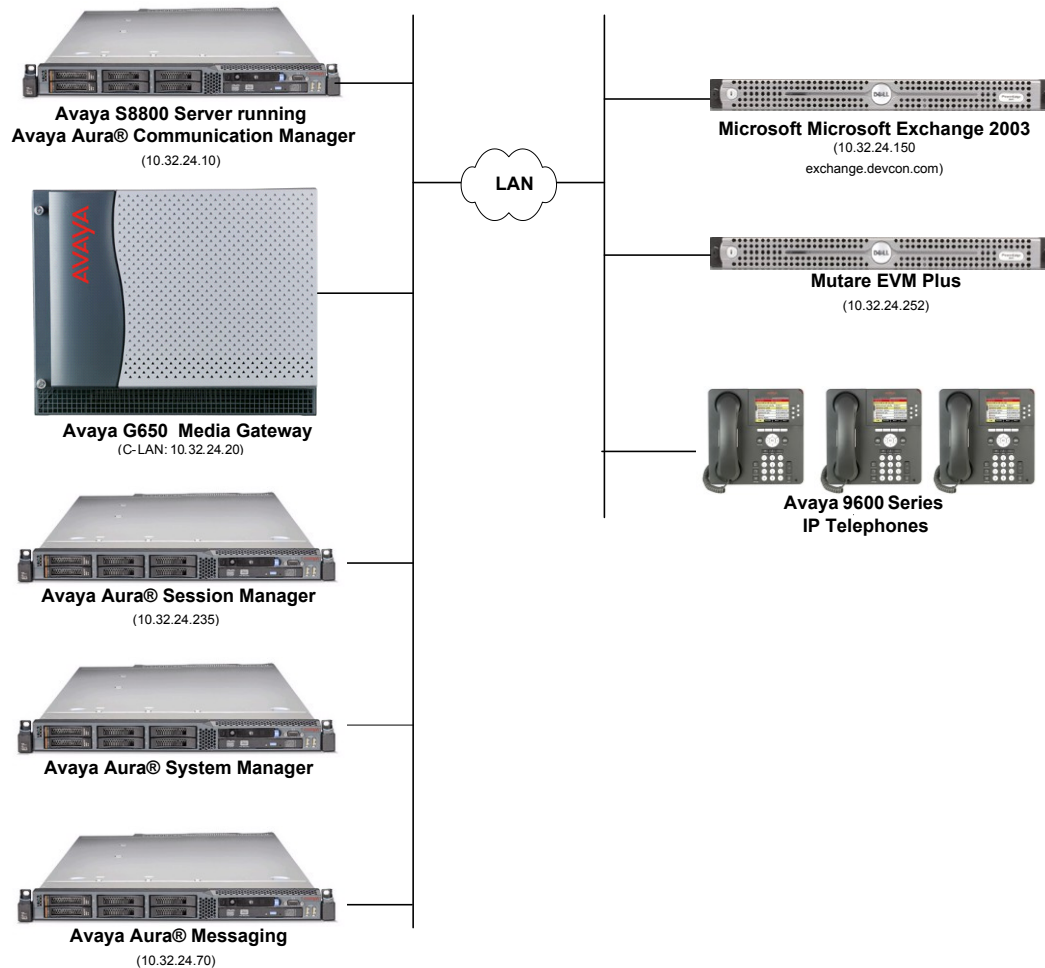 Avaya S8800 Server running
Avaya Aura® Communication Manager
(10.32.24.10)
AVAYA
Avaya G650 Media Gateway
(C-LAN: 10.32.24.20)
Avaya Aura® Session Manager
(10.32.24.235)
Avaya Aura® System Manager
Avaya Aura® Messaging
(10.32.24.70)
LAN
DELL
Microsoft Microsoft Exchange 2003
(10.32.24.150
exchange.devcon.com)
DELL
Mutare EVM Plus
(10.32.24.252)
Avaya 9600 Series
IP Telephones